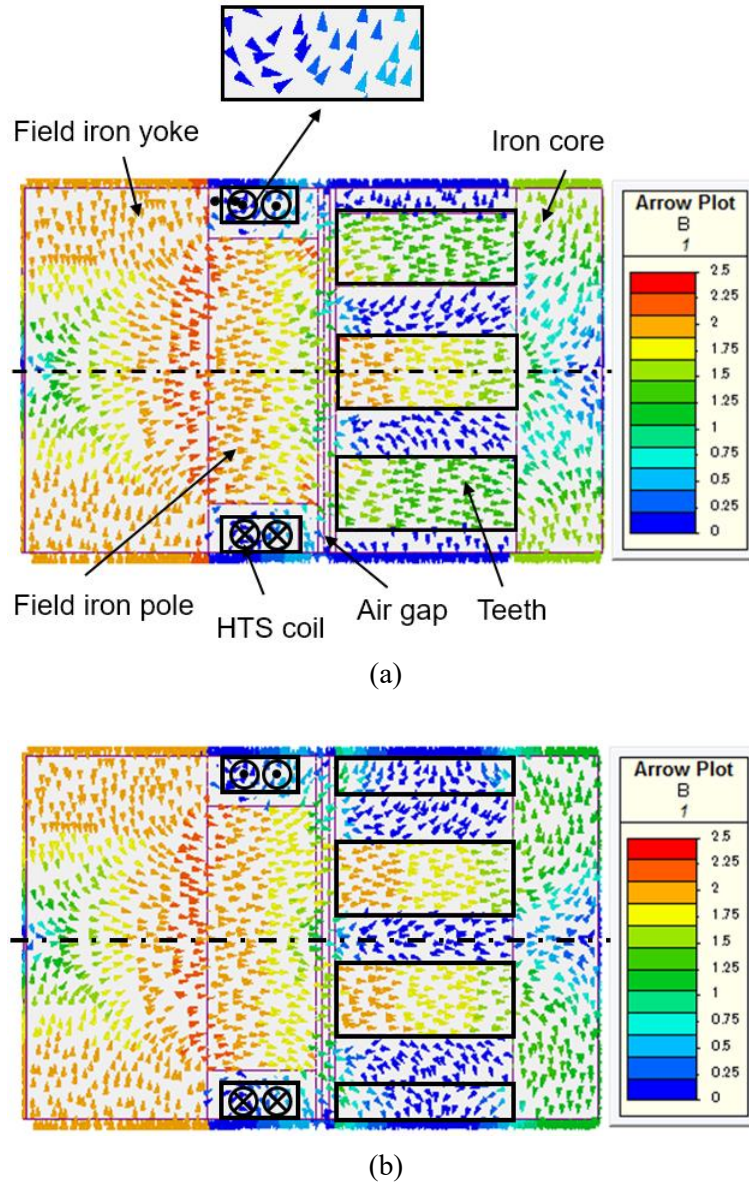 Field iron yoke
Iron core
Arrow Plot
B
1
2.5
2.25
2
1.75
1.5
1.25
1
0.75
0.5
0.25
0
Field iron pole
HTS coil
Air gap
Teeth
(a)
Arrow Plot
B
1
2.5
2.25
2
1.75
1.5
1.25
1
0.75
0.5
0.25
0
(b)